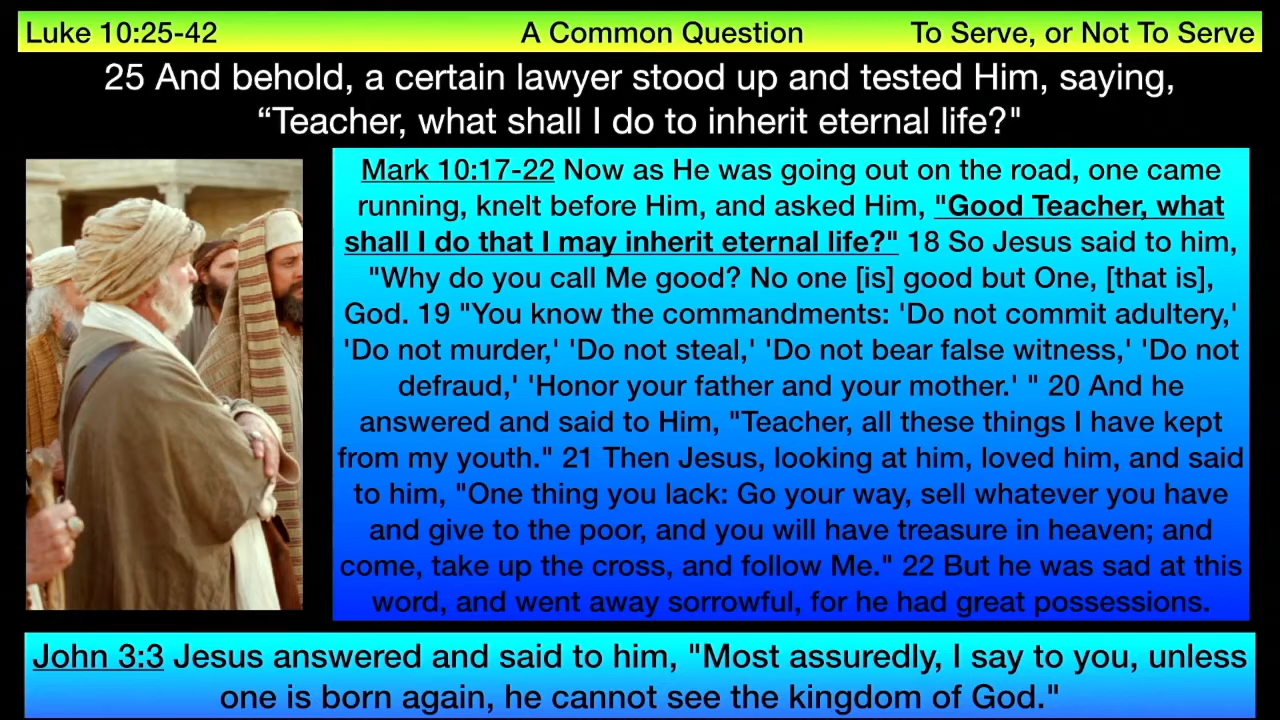 Luke 10:25-42 A Common Question To Serve, or Not To Serve
25 And behold, a certain lawyer stood up and tested Him, saying,
“Teacher, what shall I do to inherit eternal life?"
Mark 10:17-22 Now as He was going out on the road, one came
running, knelt before Him, and asked Him, "Good Teacher, what
shall I do that I may inherit eternal life?" 18 So Jesus said to him,
"Why do you call Me good? No one [is] good but One, [that is],
God. 19 "You know the commandments: 'Do not commit adultery,'
'Do not murder,' 'Do not steal,' 'Do not bear false witness,' 'Do not
defraud,' 'Honor your father and your mother.' " 20 And he
answered and said to Him, "Teacher, all these things I have kept
from my youth." 21 Then Jesus, looking at him, loved him, and said
to him, "One thing you lack: Go your way, sell whatever you have
and give to the poor, and you will have treasure in heaven; and
come, take up the cross, and follow Me." 22 But he was sad at this
word, and went away sorrowful, for he had great possessions.
John 3:3 Jesus answered and said to him, "Most assuredly, I say to you, unless
one is born again, he cannot see the kingdom of God."